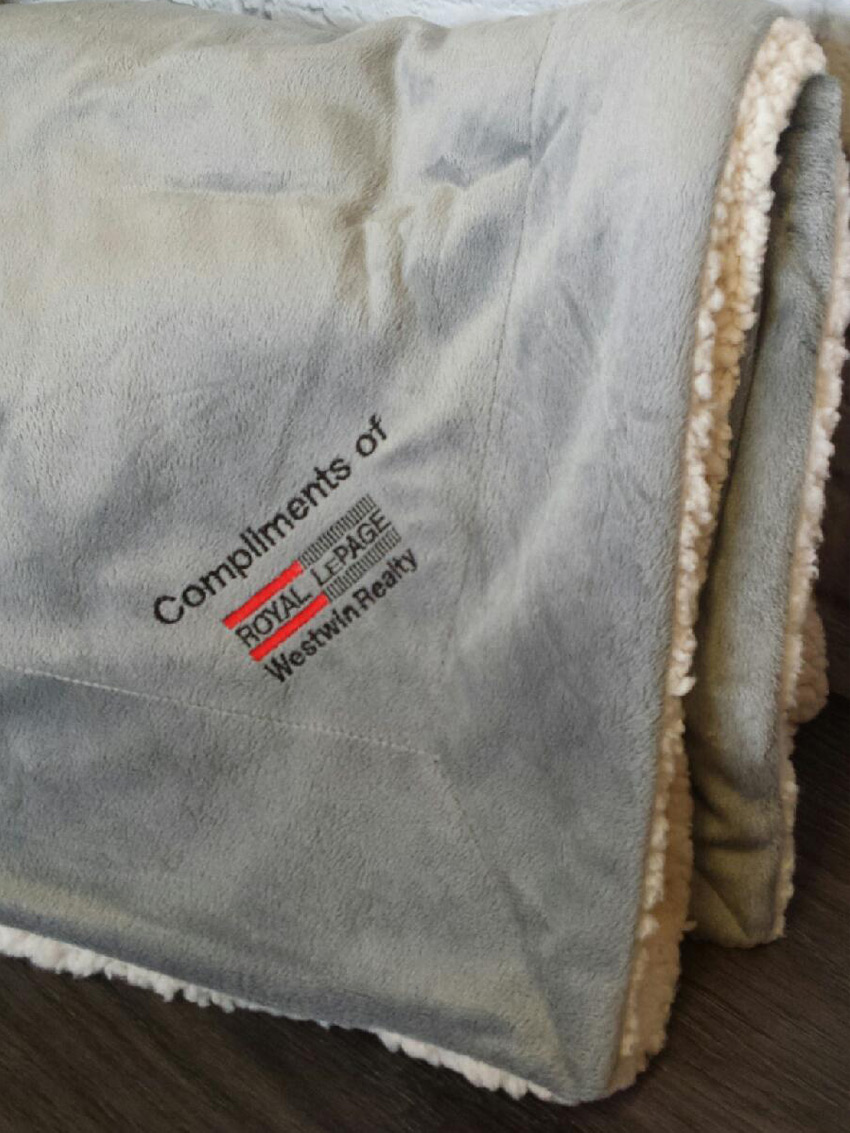 Compliments of
ROYAL LEPAGE
Westwin Realty